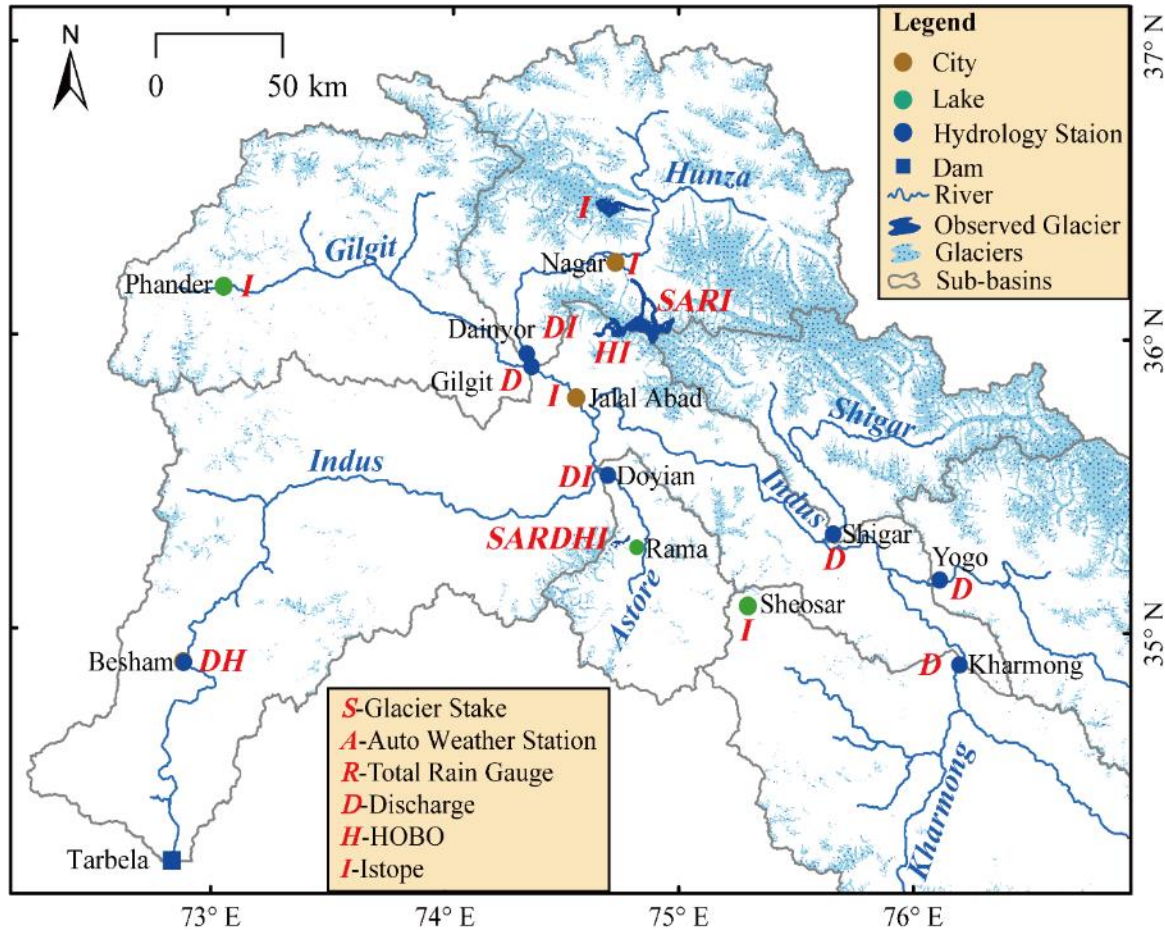 N
0 50 km
37° N
36° N
35° N
73° E
74° E
75° E
76° E
Legend
City
Lake
Hydrology Staion
Dam
River
Observed Glacier
Glaciers
Sub-basins
Hunza
I
Gilgit
Nagar I
Phander I
SARI
Dainyor DI
HI
Gilgit D
I Jalal Abad
Shigar
Indus
DI Doyian
Indus
Shigar
D
SARDHI Rama
Yogo
D
Astore
Sheosar
I
Besham DH
D Kharmong
Kharmong
Tarbela
S-Glacier Stake
A-Auto Weather Station
R-Total Rain Gauge
D-Discharge
H-HOBO
I-Istope